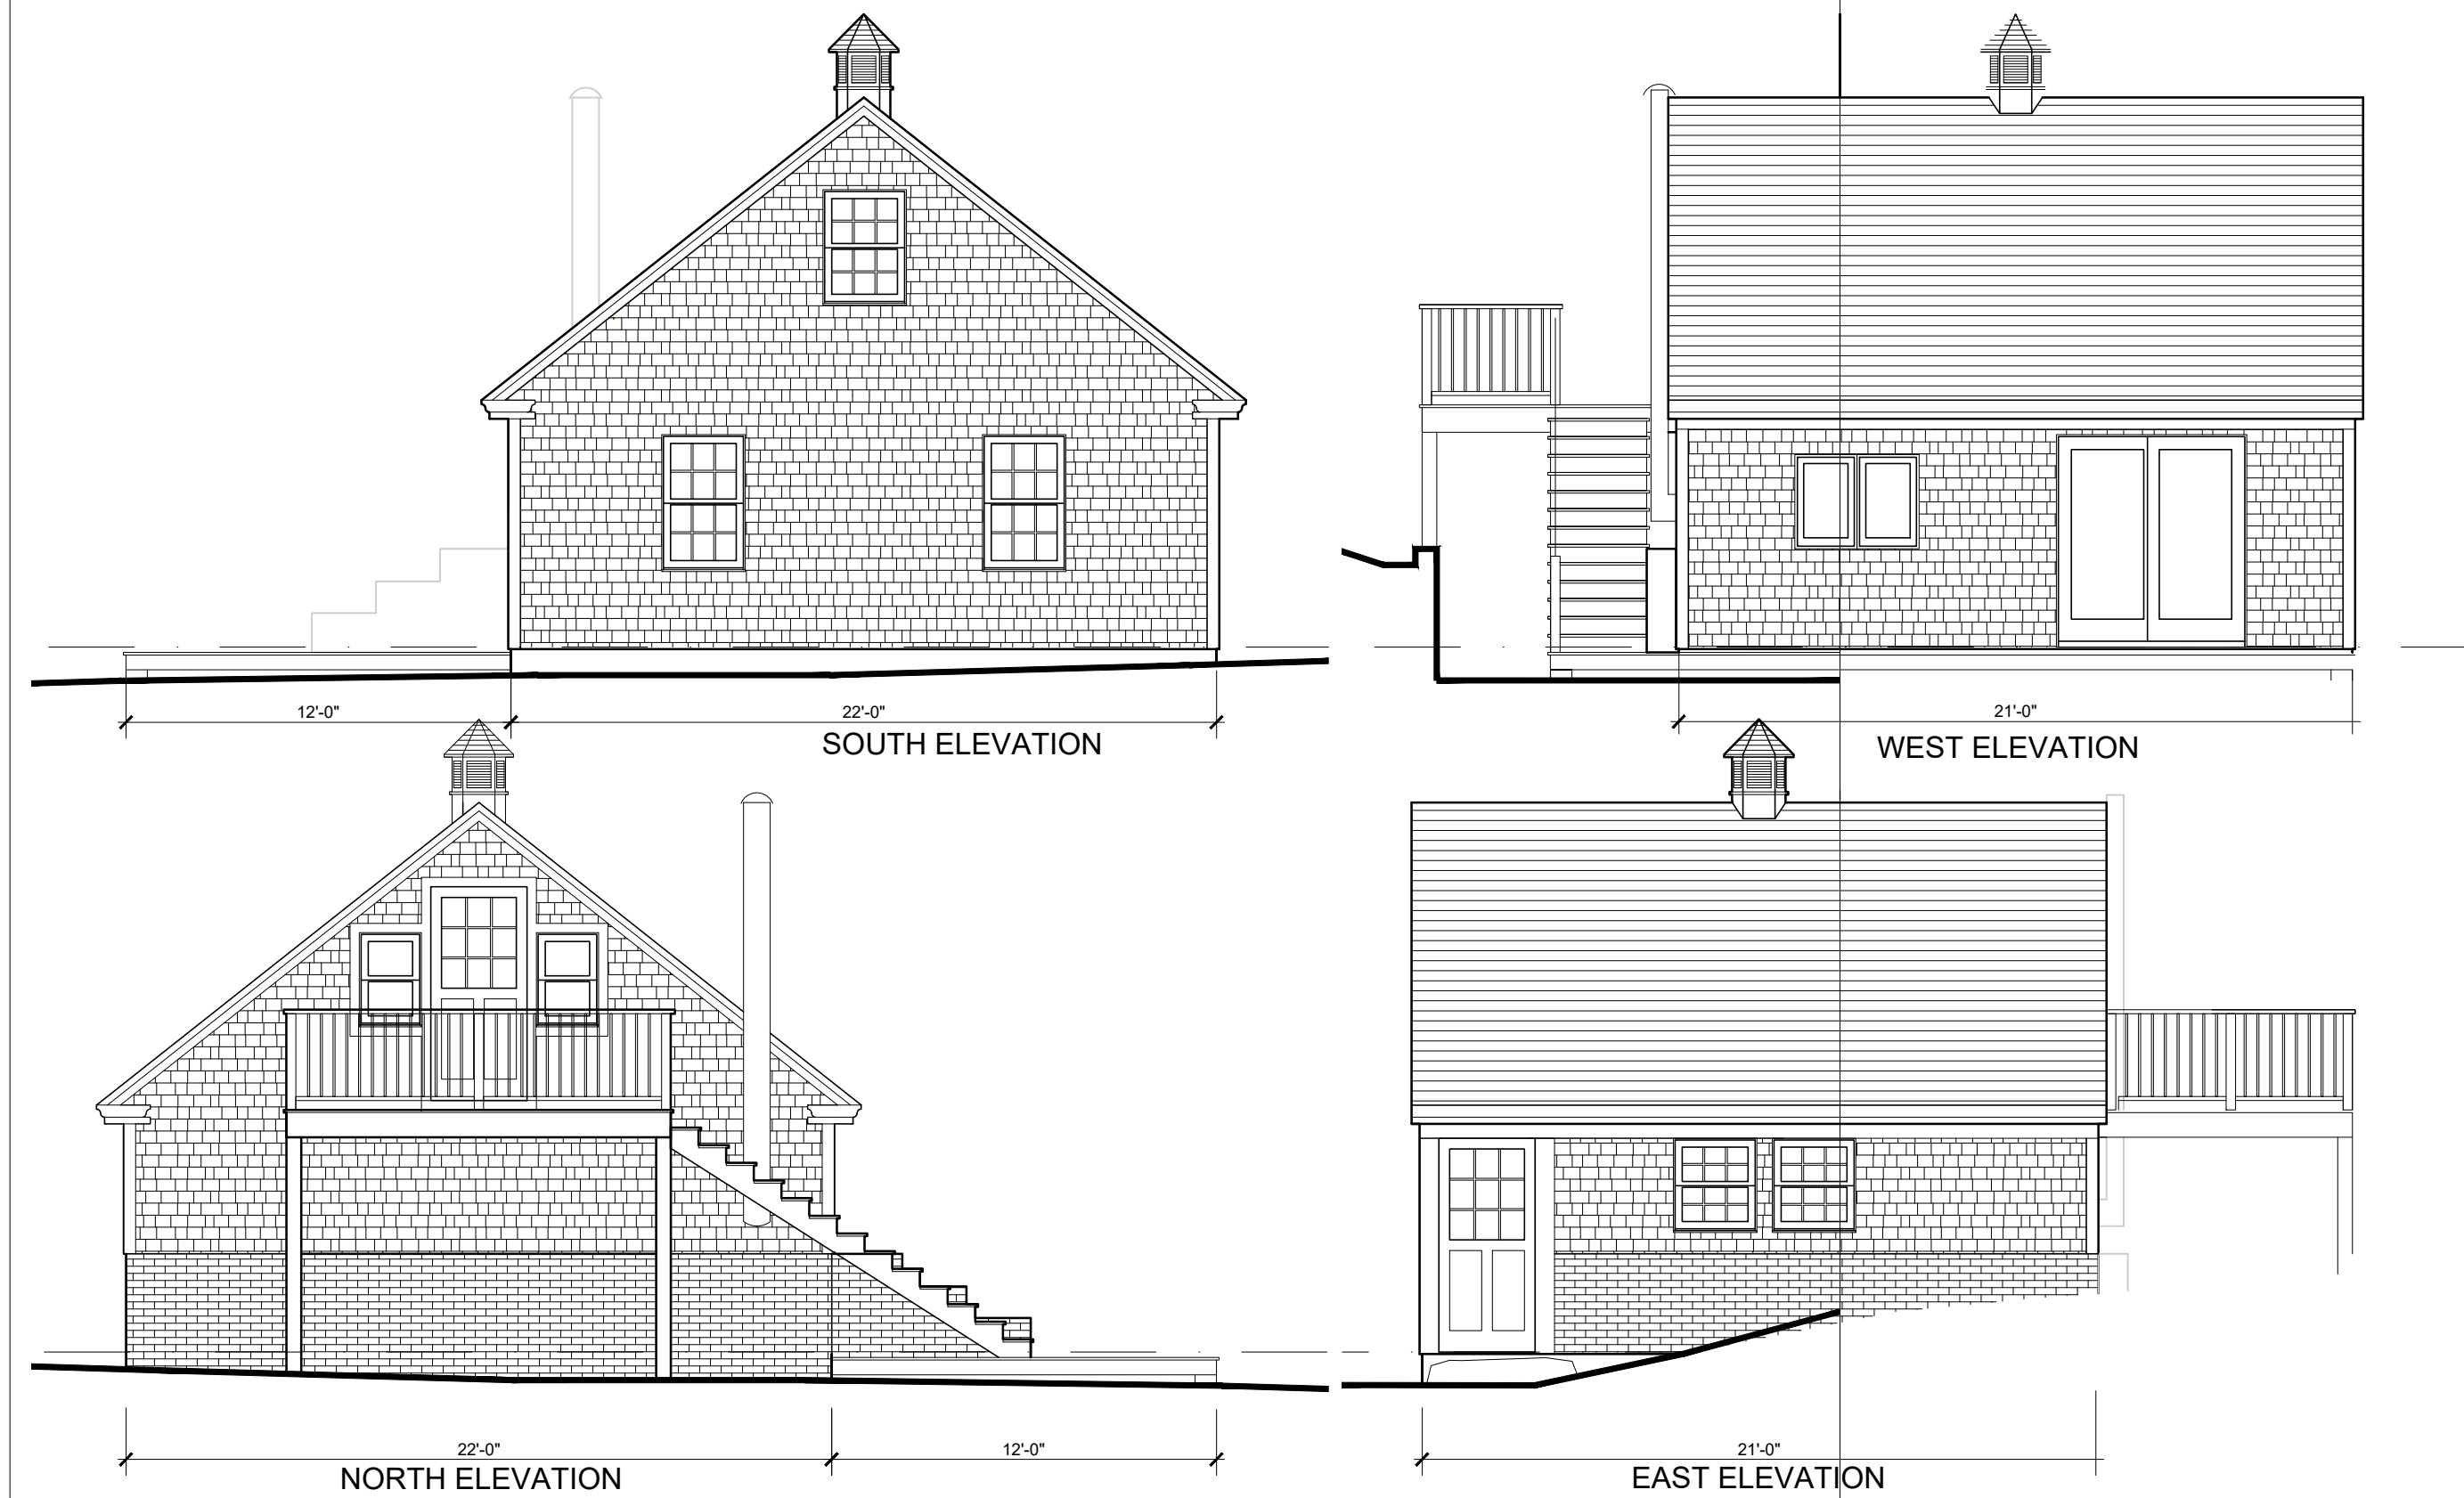 12'-0"
22'-0"
SOUTH ELEVATION
21'-0"
WEST ELEVATION
22'-0"
12'-0"
NORTH ELEVATION
21'-0"
EAST ELEVATION